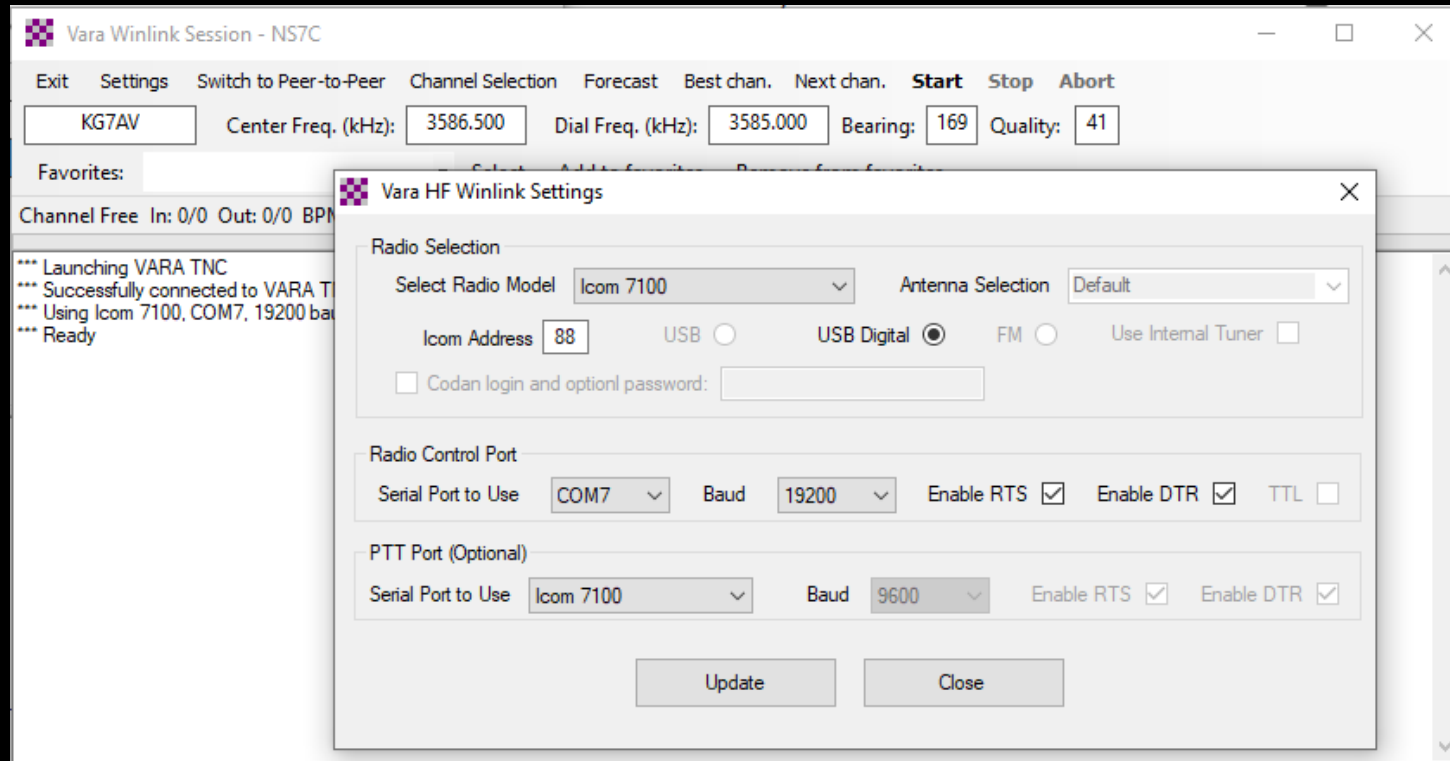 Vara Winlink Session - NS7C
Exit Settings Switch to Peer-to-Peer Channel Selection Forecast Best chan. Next chan. Start Stop Abort
KG7AV Center Freq. (kHz): 3586.500 Dial Freq. (kHz): 3585.000 Bearing: 169 Quality: 41
Favorites:
Channel Free In: 0/0 Out: 0/0
*** Launching VARA TNC
*** Successfully connected to VARA
*** Using Icom 7100, COM7, 19200
*** Ready
Vara HF Winlink Settings
Radio Selection
Select Radio Model Icom 7100 Antenna Selection Default
Icom Address 88 USB USB Digital FM Use Internal Tuner
Codan login and optionl password:
Radio Control Port
Serial Port to Use COM7 Baud 19200 Enable RTS Enable DTR TTL
PTT Port (Optional)
Serial Port to Use Icom 7100 Baud 9600 Enable RTS Enable DTR
Update Close